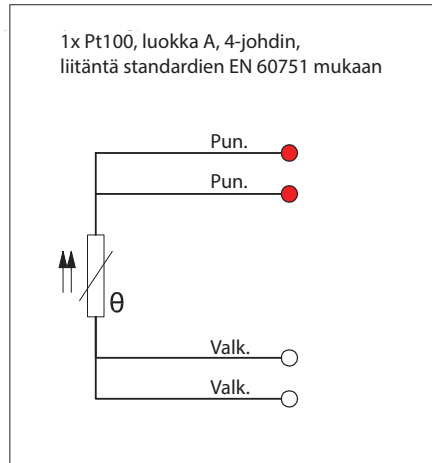 1x Pt100, luokka A, 4-johdin,
liitäntä standardien EN 60751 mukaan
Pun.
Pun.
θ
Valk.
Valk.